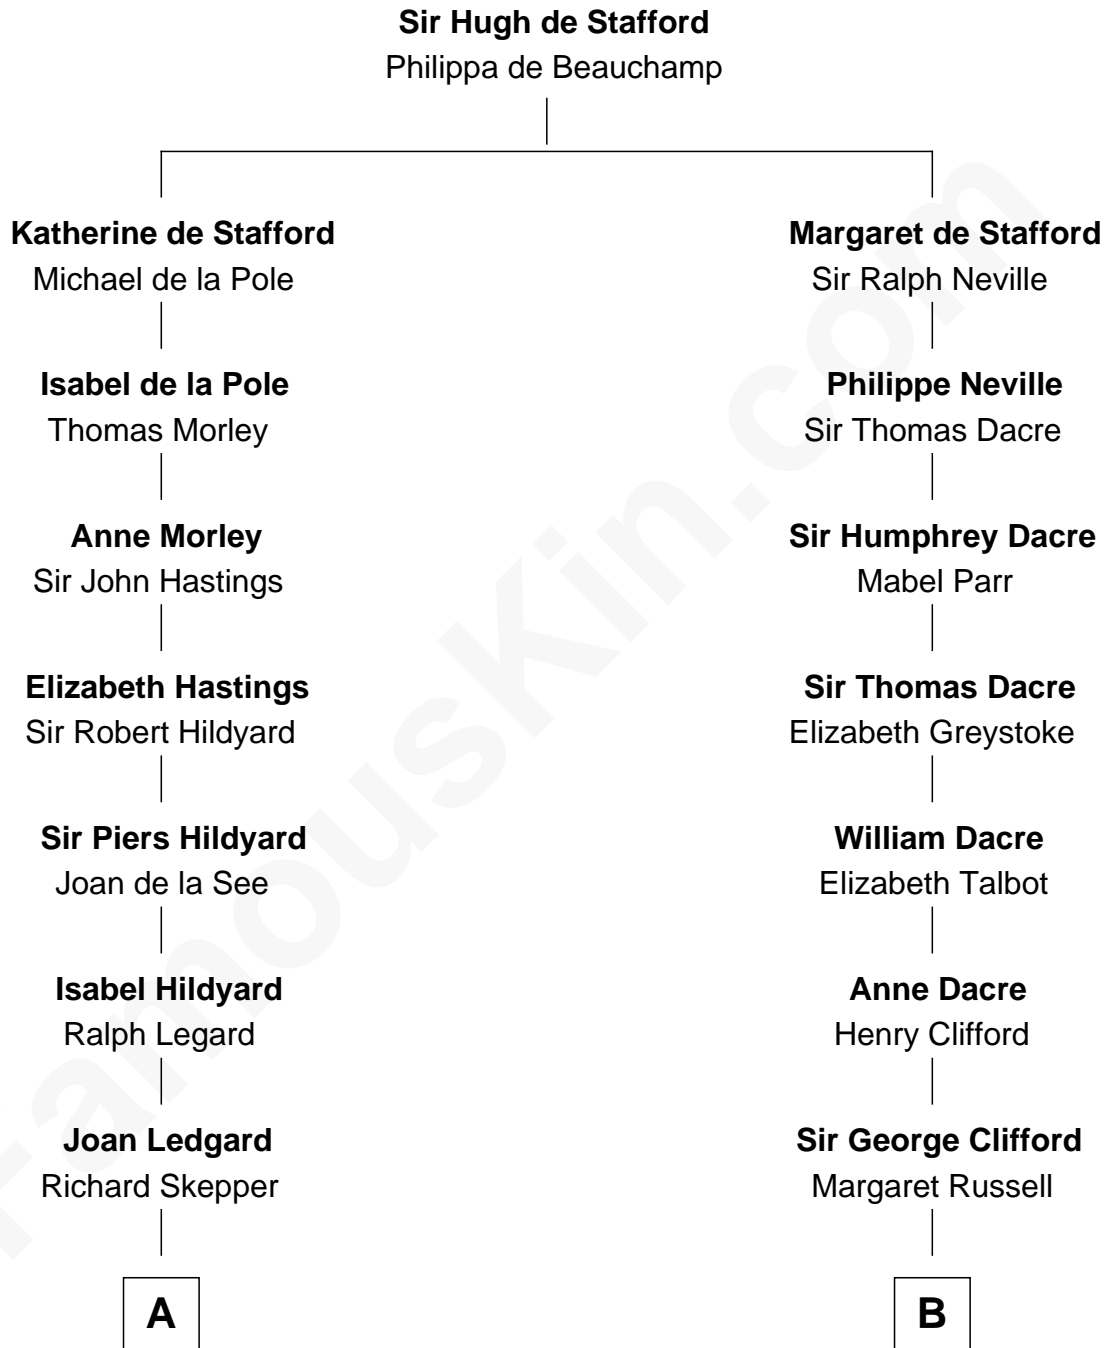 Sir Hugh de Stafford
Philippa de Beauchamp
Katherine de Stafford
Michael de la Pole
Margaret de Stafford
Sir Ralph Neville
Isabel de la Pole
Thomas Morley
Philippe Neville
Sir Thomas Dacre
Anne Morley
Sir John Hastings
Sir Humphrey Dacre
Mabel Parr
Elizabeth Hastings
Sir Robert Hildyard
Sir Thomas Dacre
Elizabeth Greystoke
Sir Piers Hildyard
Joan de la See
William Dacre
Elizabeth Talbot
Isabel Hildyard
Ralph Legard
Anne Dacre
Henry Clifford
Joan Ledgard
Richard Skepper
Sir George Clifford
Margaret Russell
A
B
FamousKin.com